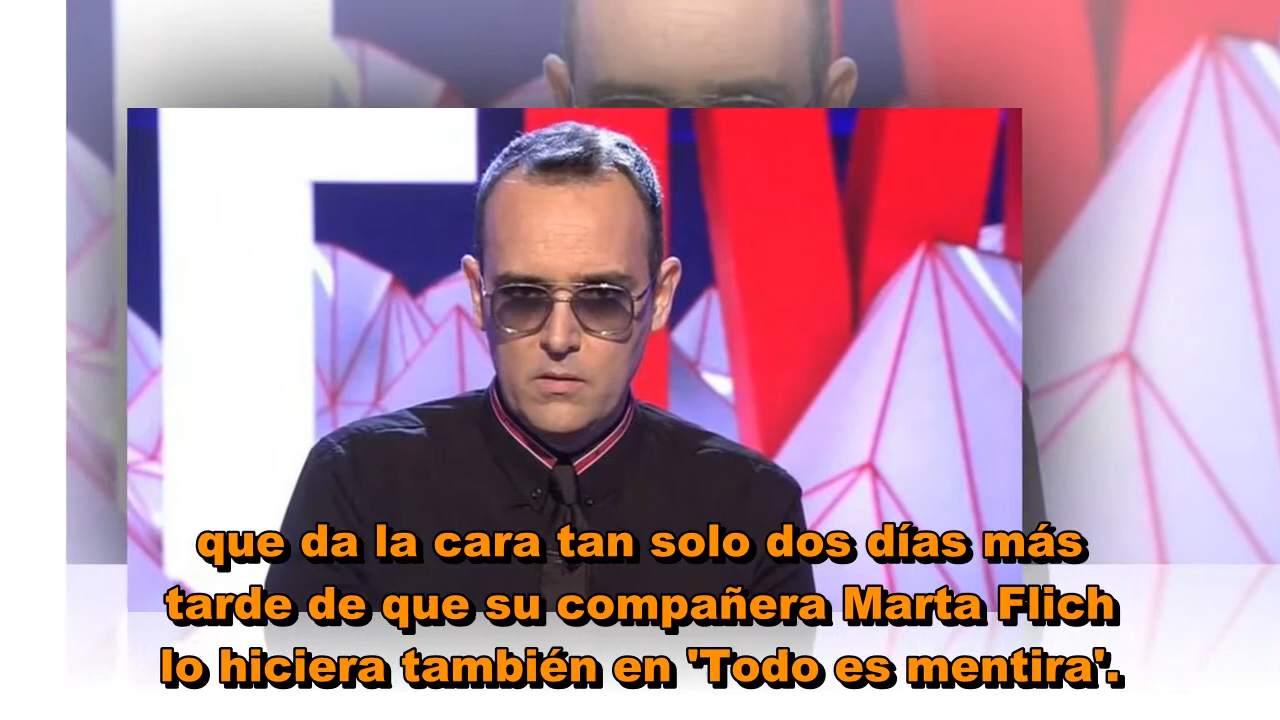 que da la cara tan solo dos días más
tarde de que su compañera Marta Flich
lo hiciera también en 'Todo es mentira'.